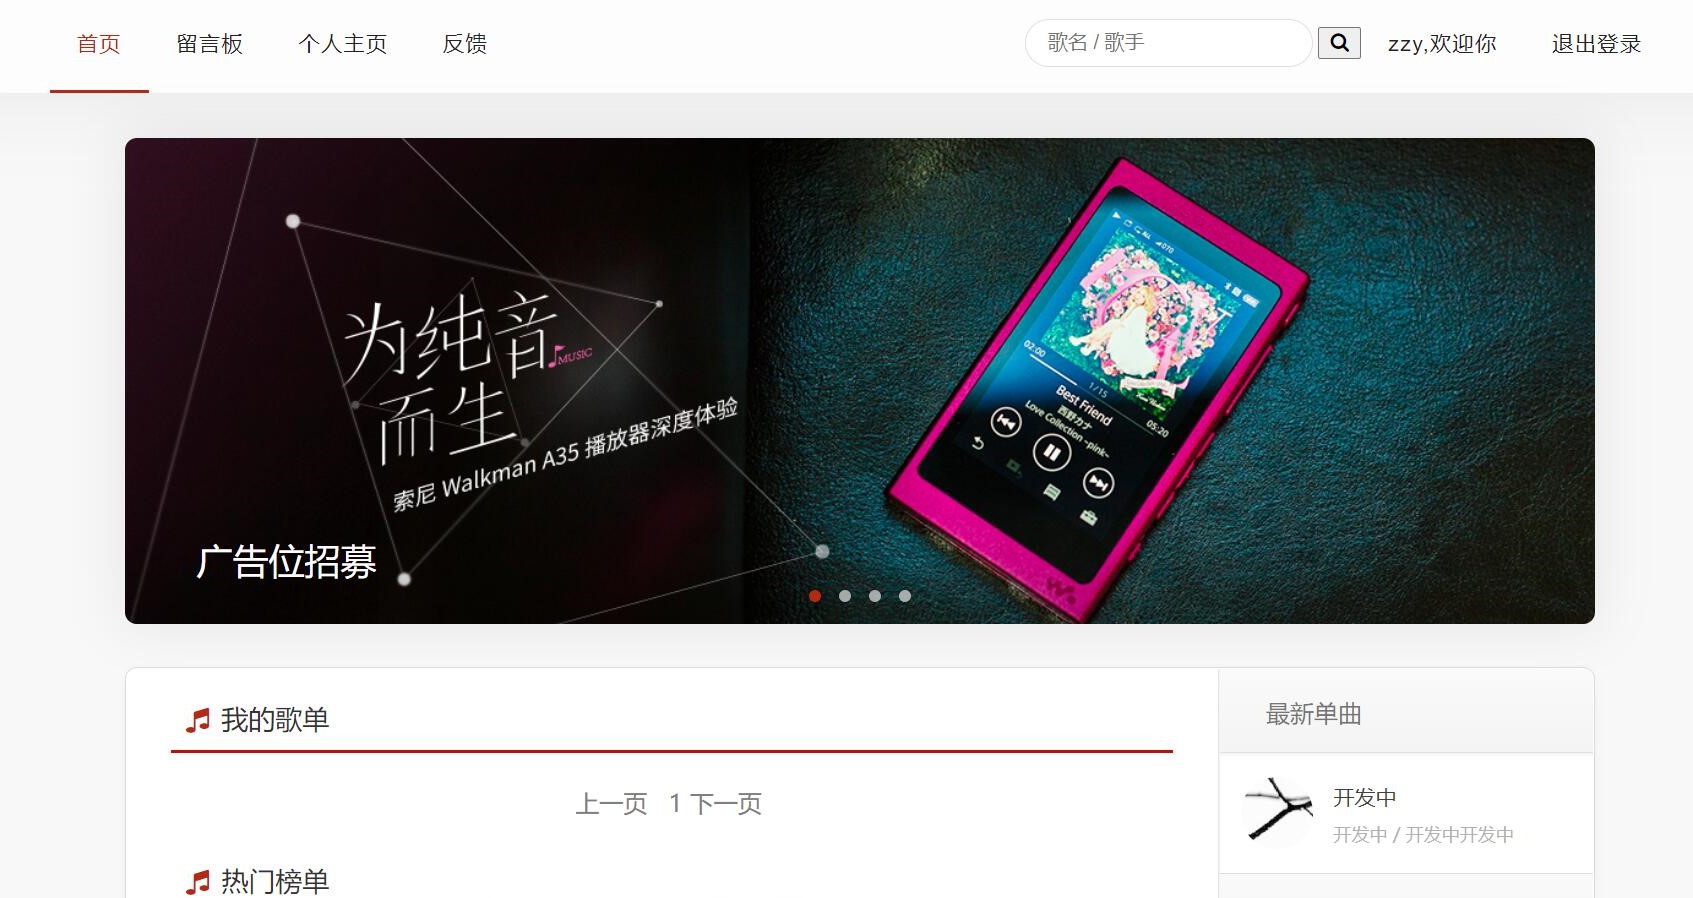 首页 留言板 个人主页 反馈 歌名 / 歌手 zzy,欢迎你 退出登录
为纯音
MUSIC
而生
索尼 Walkman A35 播放器深度体验
广告位招募
ALL
02:00
1/15
05:20
Best Friend
西野カナ
Love Collection ~pink~
我的歌单
上一页 1 下一页
热门榜单
最新单曲
开发中
开发中 / 开发中开发中